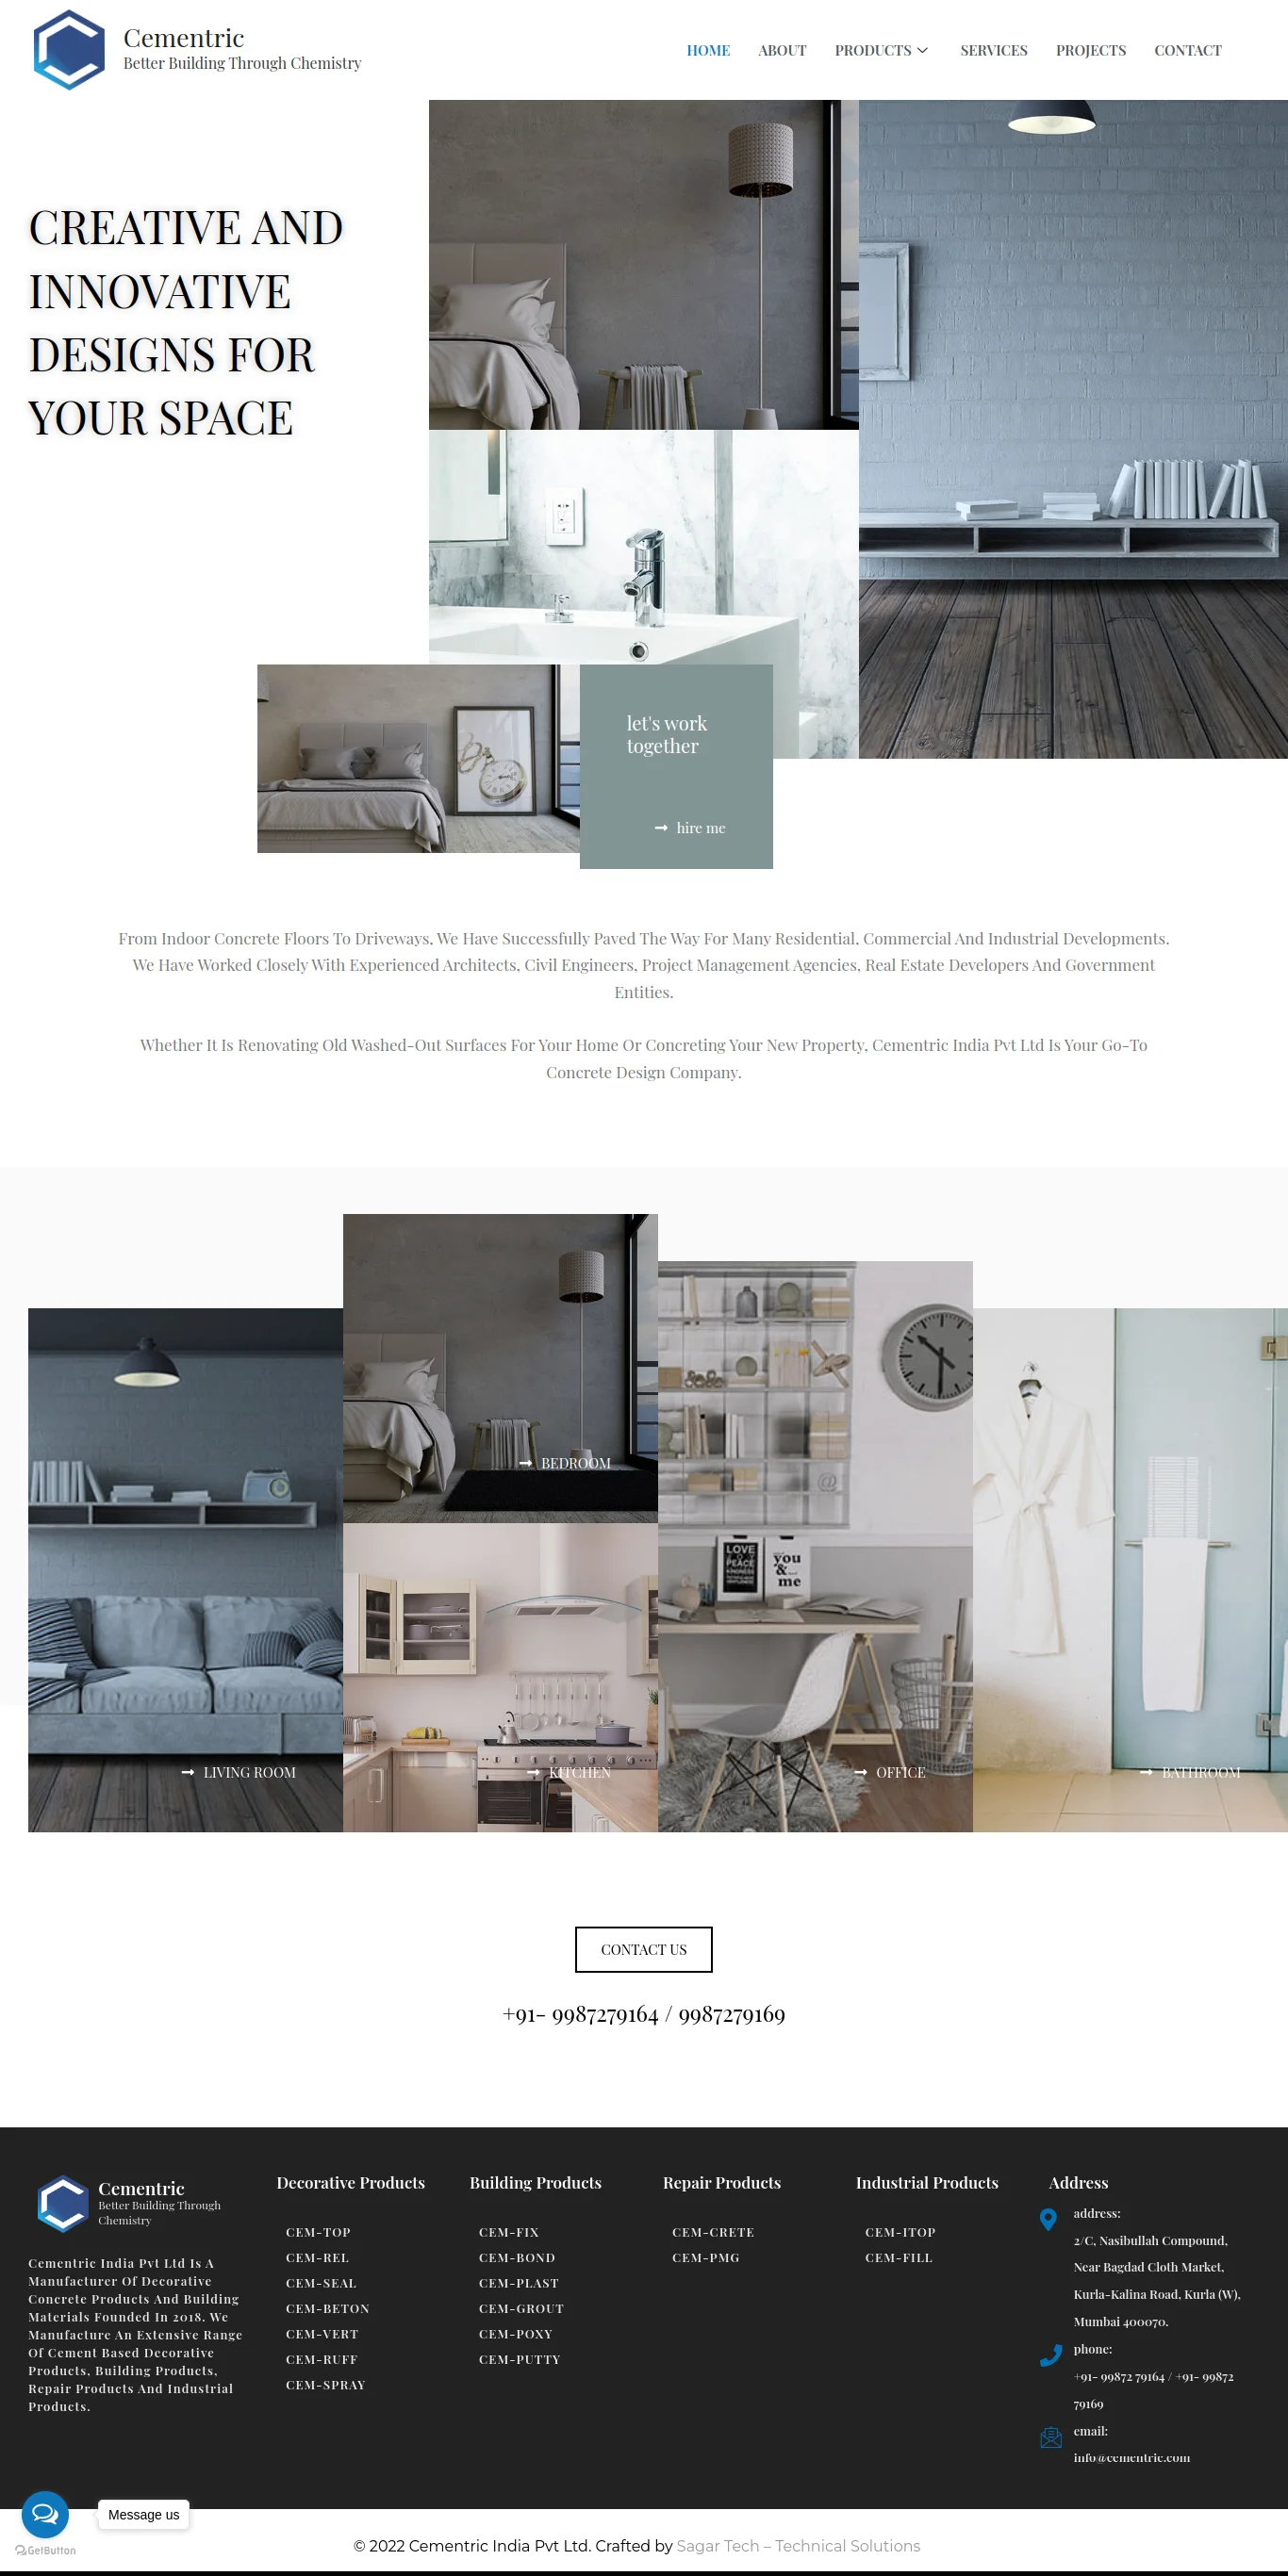 Cementric
Better Building Through Chemistry
HOME ABOUT PRODUCTS SERVICES PROJECTS CONTACT
CREATIVE AND
INNOVATIVE
DESIGNS FOR
YOUR SPACE
let's work
together
hire me
From Indoor Concrete Floors To Driveways, We Have Successfully Paved The Way For Many Residential, Commercial And Industrial Developments.
We Have Worked Closely With Experienced Architects, Civil Engineers, Project Management Agencies, Real Estate Developers And Government
Entities.
Whether It Is Renovating Old Washed-Out Surfaces For Your Home Or Concreting Your New Property, Cementric India Pvt Ltd Is Your Go-To
Concrete Design Company.
BEDROOM
@
LOVE
PEACE
you
&
me
LIVING ROOM
KITCHEN
OFFICE
BATHROOM
CONTACT US
+91- 9987279164 / 9987279169
Cementric
Better Building Through
Chemistry
Cementric India Pvt Ltd Is A
Manufacturer Of Decorative
Concrete Products And Building
Materials Founded In 2018. We
Manufacture An Extensive Range
Of Cement Based Decorative
Products, Building Products,
Repair Products And Industrial
Products.
Decorative Products
CEM-TOP
CEM-REL
CEM-SEAL
CEM-BETON
CEM-VERT
CEM-RUFF
CEM-SPRAY
Building Products
CEM-FIX
CEM-BOND
CEM-PLAST
CEM-GROUT
CEM-POXY
CEM-PUTTY
Repair Products
CEM-CRETE
CEM-PMG
Industrial Products
CEM-ITOP
CEM-FILL
Address
address:
2/C, Nasibullah Compound,
Near Bagdad Cloth Market,
Kurla-Kalina Road, Kurla (W),
Mumbai 400070.
phone:
+91- 99872 79164 / +91- 99872
79169
email:
info@cementric.com
Message us
GetButton
© 2022 Cementric India Pvt Ltd. Crafted by Sagar Tech – Technical Solutions